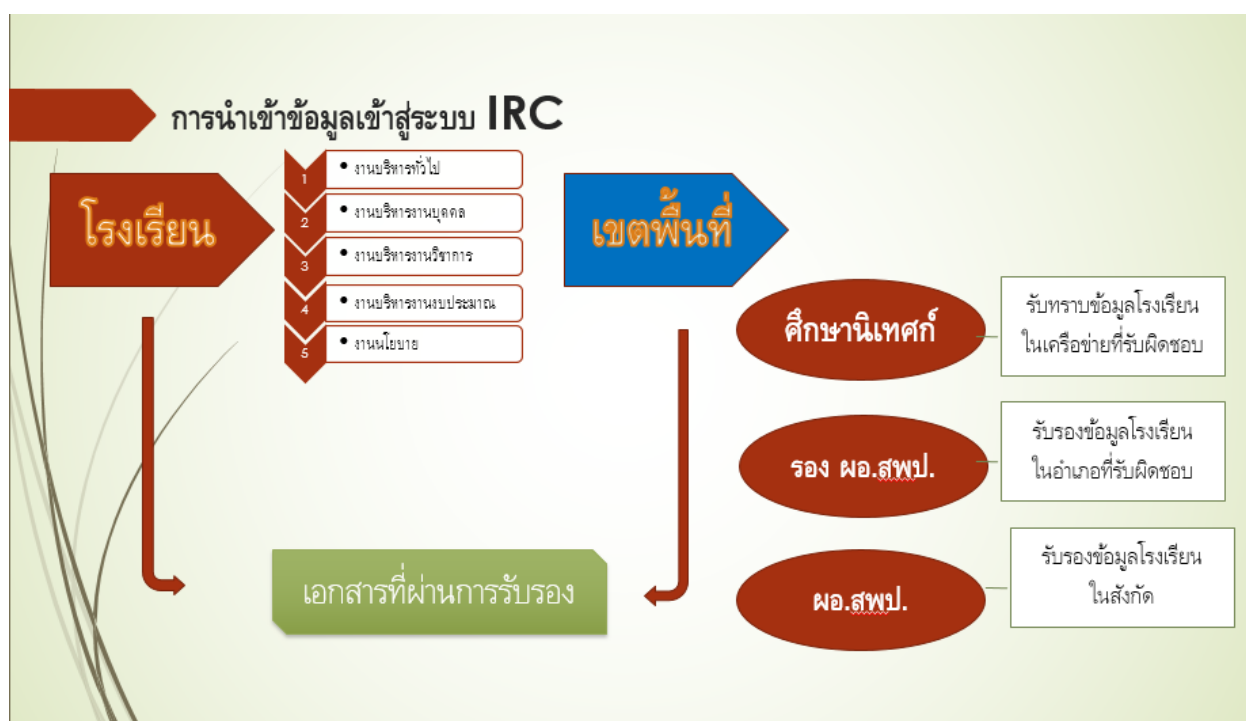 การนำเข้าข้อมูลเข้าสู่ระบบ IRC
โรงเรียน
1
• งานบริหารทั่วไป
2
• งานบริหารงานบุคคล
3
• งานบริหารงานวิชาการ
4
• งานบริหารงานงบประมาณ
5
• งานนโยบาย
เขตพื้นที่
ศึกษานิเทศก์
รับทราบข้อมูลโรงเรียน
ในเครือข่ายที่รับผิดชอบ
รอง ผอ.สพป.
รับรองข้อมูลโรงเรียน
ในอำเภอที่รับผิดชอบ
ผอ.สพป.
รับรองข้อมูลโรงเรียน
ในสังกัด
เอกสารที่ผ่านการรับรอง